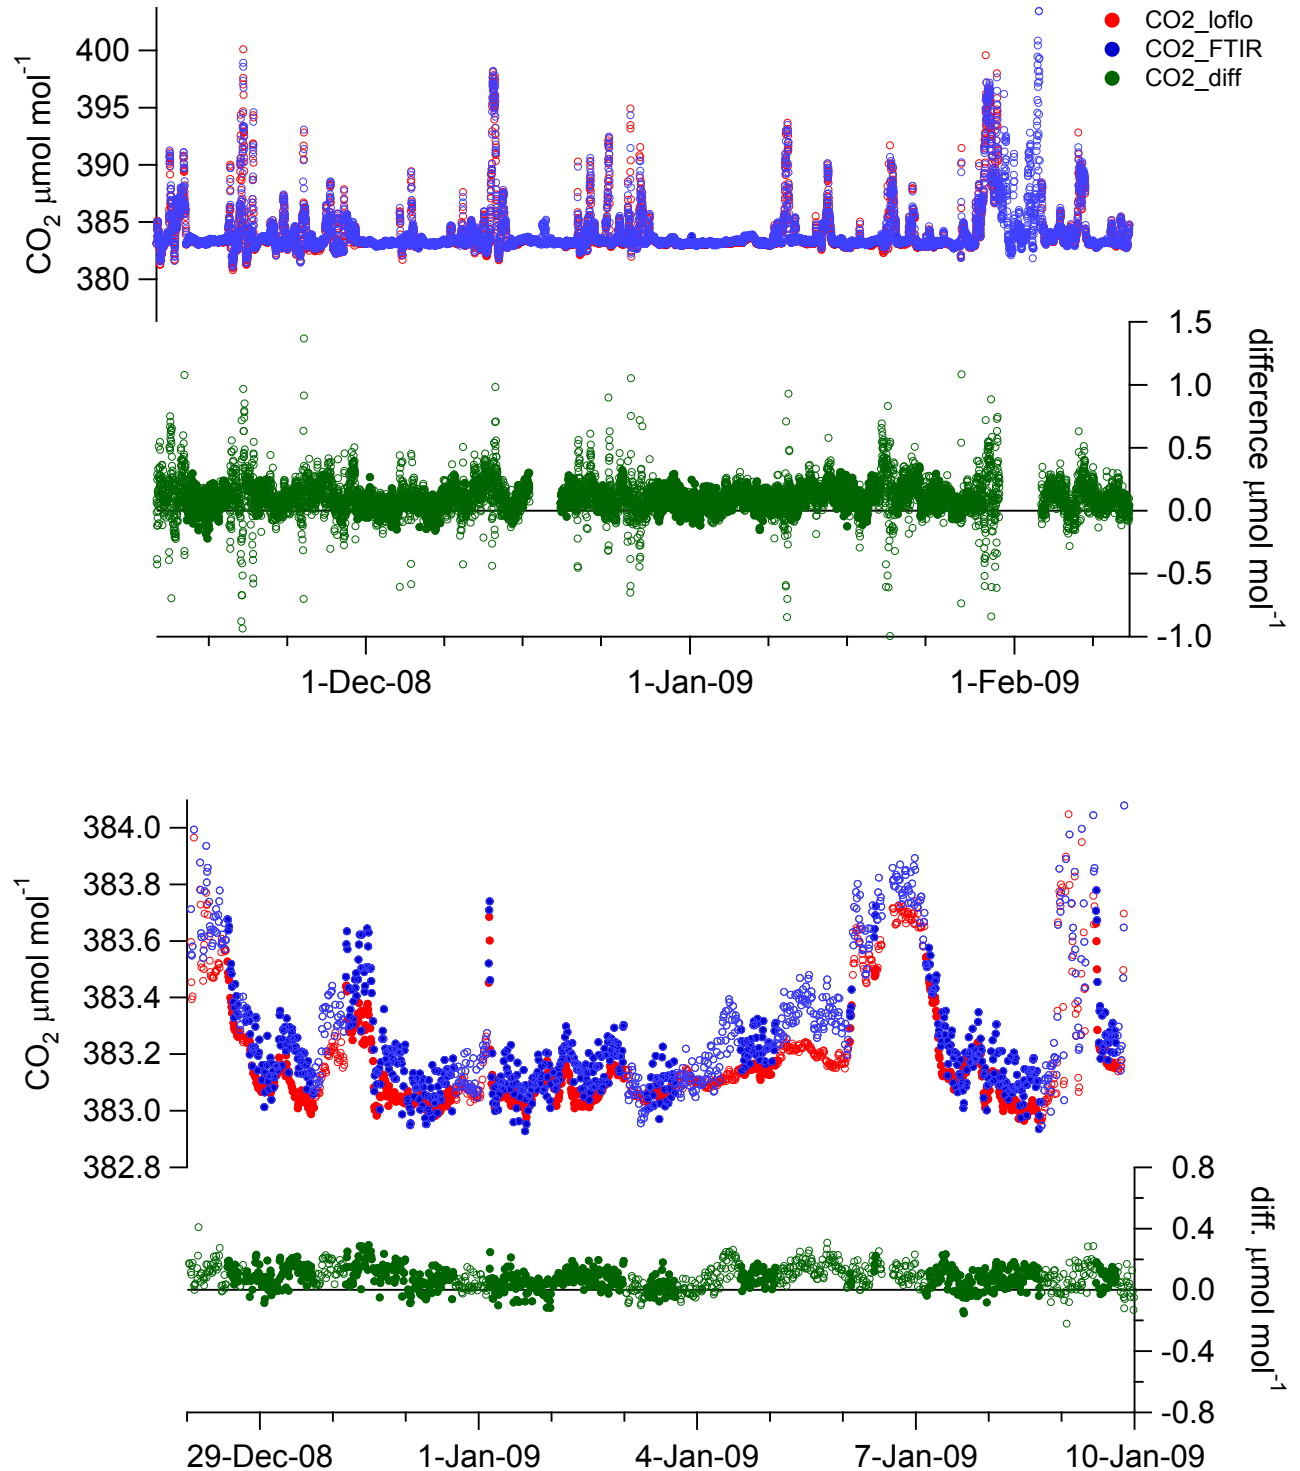 CO2_loflo
CO2_FTIR
CO2_diff
400
395
390
385
380
CO₂ μmol mol⁻¹
1.5
1.0
0.5
0.0
-0.5
-1.0
difference μmol mol⁻¹
1-Dec-08 1-Jan-09 1-Feb-09
384.0
383.8
383.6
383.4
383.2
383.0
382.8
CO₂ μmol mol⁻¹
0.8
0.4
0.0
-0.4
-0.8
diff. μmol mol⁻¹
29-Dec-08 1-Jan-09 4-Jan-09 7-Jan-09 10-Jan-09